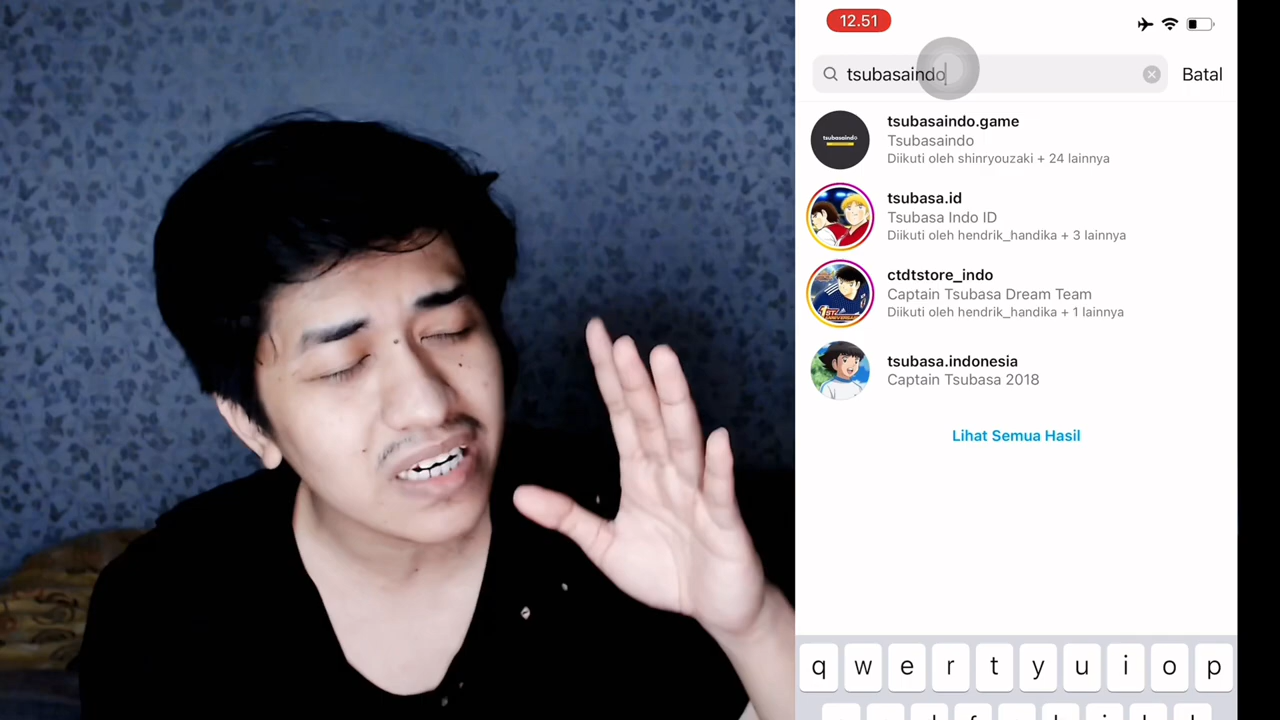 12.51
tsubasaindo
Batal
tsubasaindo
tsubasaindo.game
Tsubasaindo
Diikuti oleh shinryouzaki + 24 lainnya
tsubasa.id
Tsubasa Indo ID
Diikuti oleh hendrik_handika + 3 lainnya
ctdtstore_indo
Captain Tsubasa Dream Team
Diikuti oleh hendrik_handika + 1 lainnya
tsubasa.indonesia
Captain Tsubasa 2018
Lihat Semua Hasil
q w e r t y u i o p